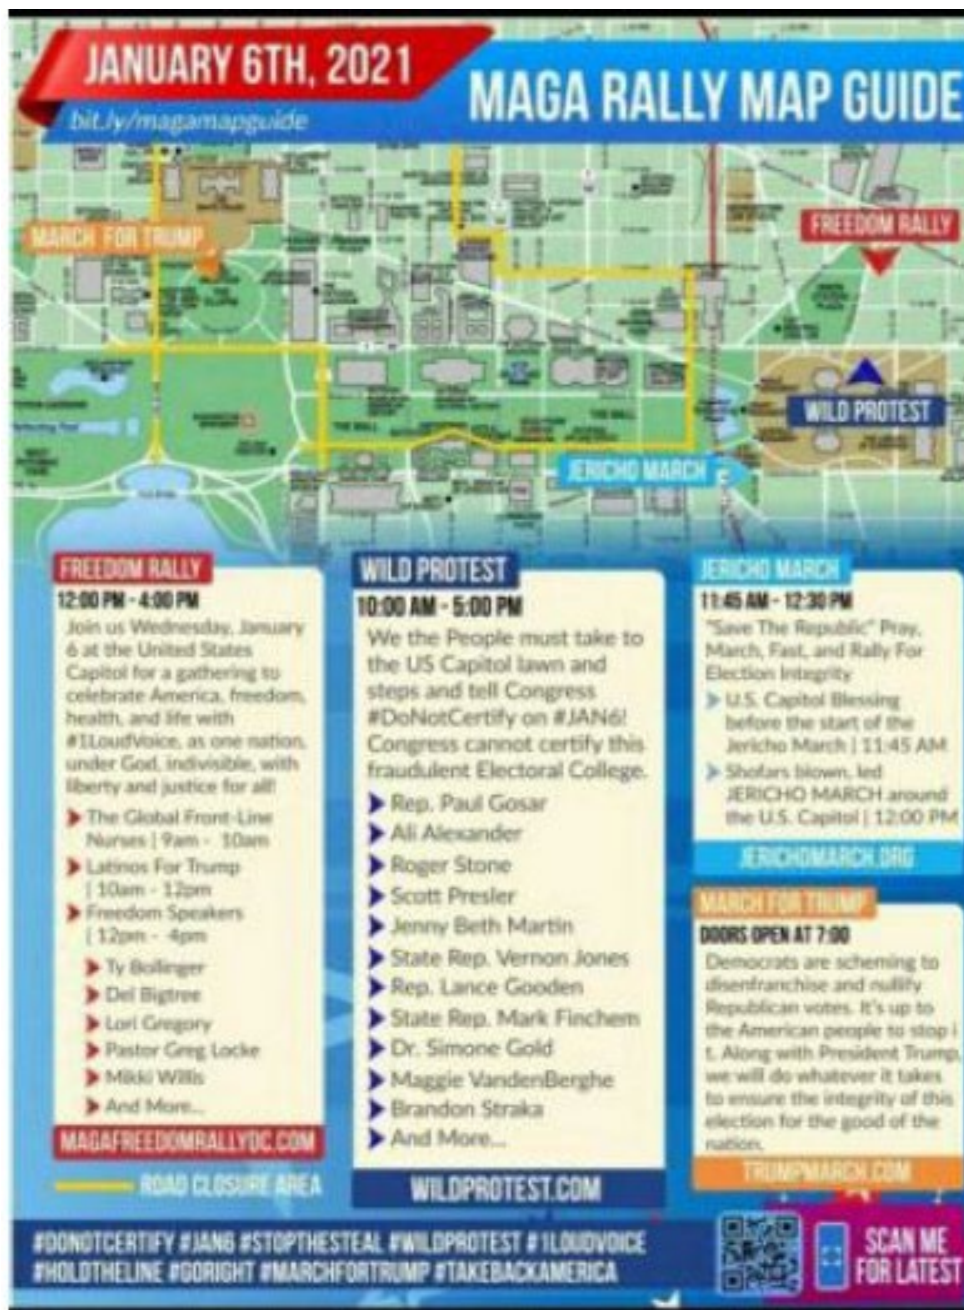 JANUARY 6TH, 2021
bit.ly/magamapguide
MAGA RALLY MAP GUIDE
MARCH FOR TRUMP
FREEDOM RALLY
WILD PROTEST
THE MALL
THE MALL
JERICHO MARCH
FREEDOM RALLY
12:00 PM - 4:00 PM
Join us Wednesday, January
6 at the United States
Capitol for a gathering to
celebrate America, freedom,
health, and life with
#1LoudVoice, as one nation,
under God, indivisible, with
liberty and justice for all!
The Global Front-Line
Nurses | 9am - 10am
Latinos For Trump
| 10am - 12pm
Freedom Speakers
| 12pm - 4pm
Ty Bollinger
Del Bigtree
Lori Gregory
Pastor Greg Locke
Mikki Willis
And More...
MAGAFREEDOMRALLYDC.COM
ROAD CLOSURE AREA
WILD PROTEST
10:00 AM - 5:00 PM
We the People must take to
the US Capitol lawn and
steps and tell Congress
#DoNotCertify on #JAN6!
Congress cannot certify this
fraudulent Electoral College.
Rep. Paul Gosar
Ali Alexander
Roger Stone
Scott Presler
Jenny Beth Martin
State Rep. Vernon Jones
Rep. Lance Gooden
State Rep. Mark Finchem
Dr. Simone Gold
Maggie VandenBerghe
Brandon Straka
And More...
WILDPROTEST.COM
JERICHO MARCH
11:45 AM - 12:30 PM
"Save The Republic" Pray,
March, Fast, and Rally For
Election Integrity
U.S. Capitol Blessing
before the start of the
Jericho March | 11:45 AM
Shofars blown, led
JERICHO MARCH around
the U.S. Capitol | 12:00 PM
JERICHOMARCH.ORG
MARCH FOR TRUMP
DOORS OPEN AT 7:00
Democrats are scheming to
disenfranchise and nullify
Republican votes. It's up to
the American people to stop i
t. Along with President Trump,
we will do whatever it takes
to ensure the integrity of this
election for the good of the
nation.
TRUMPMARCH.COM
#DONOTCERTIFY #JAN6 #STOPTHESTEAL #WILDPROTEST #1LOUDVOICE
#HOLDTHELINE #GORIGHT #MARCHFORTRUMP #TAKEBACKAMERICA
SCAN ME
FOR LATEST